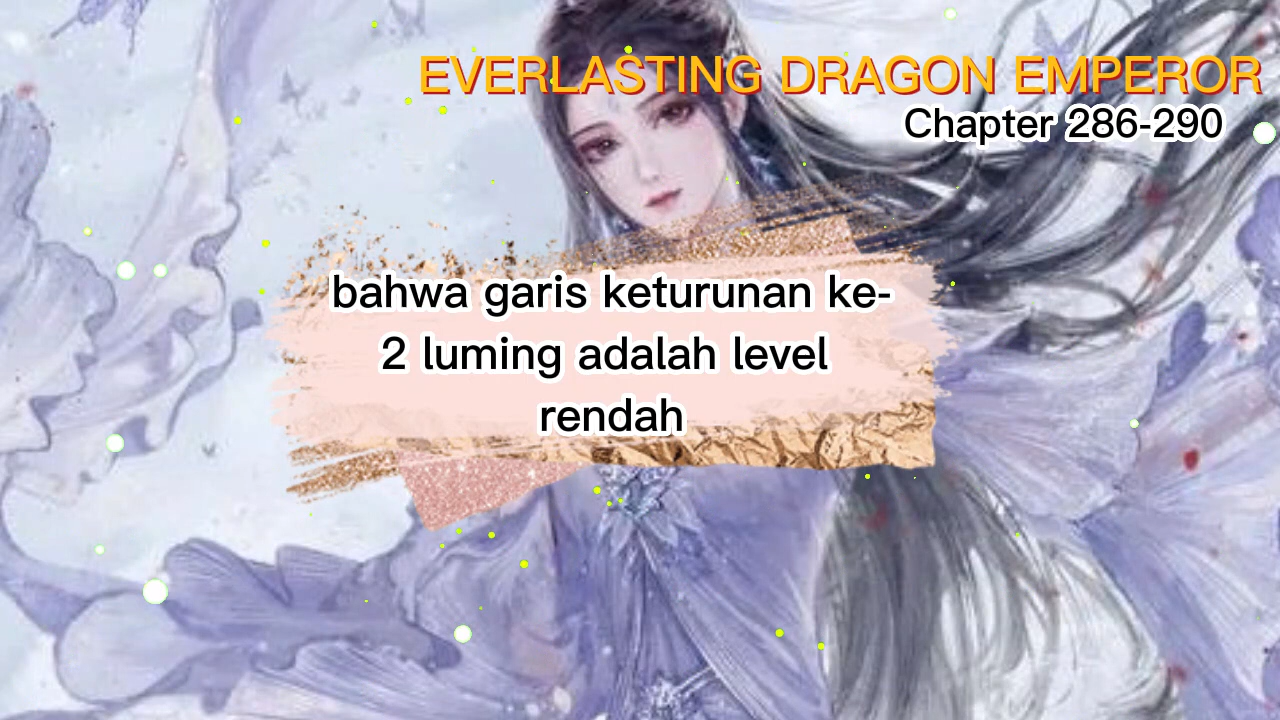 EVERLASTING DRAGON EMPEROR
Chapter 286-290
bahwa garis keturunan ke-
2 luming adalah level
rendah